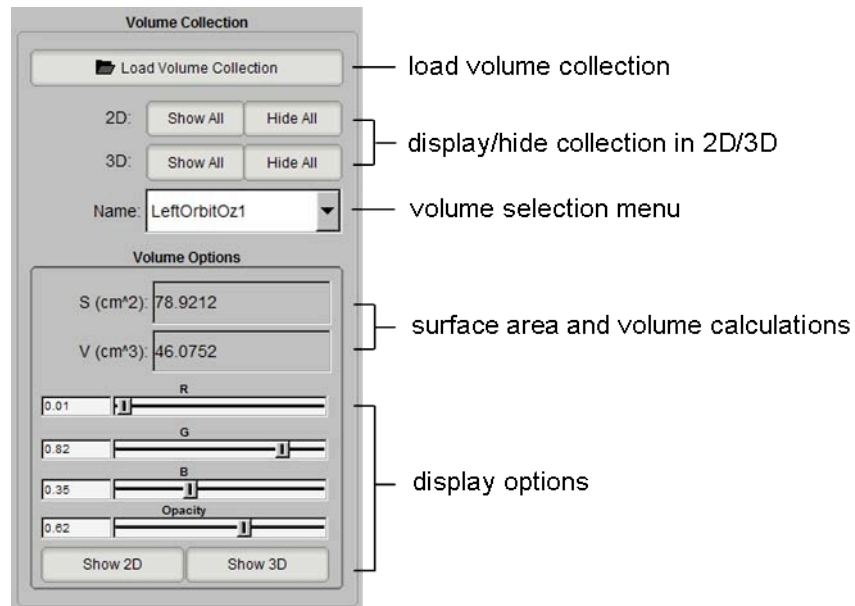 Volume Collection
Load Volume Collection
load volume collection
2D: Show All Hide All
display/hide collection in 2D/3D
3D: Show All Hide All
Name: LeftOrbitOz1
volume selection menu
Volume Options
S (cm^2): 78.9212
surface area and volume calculations
V (cm^3): 46.0752
R
0.01
G
0.82
B
0.35
display options
Opacity
0.62
Show 2D Show 3D